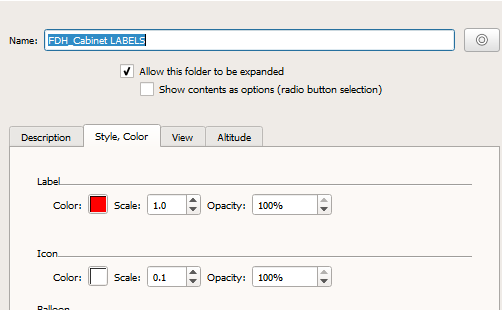 Name: FDH_Cabinet LABELS
Allow this folder to be expanded
Show contents as options (radio button selection)
Description Style, Color View Altitude
Label
Color: Scale: 1.0 Opacity: 100%
Icon
Color: Scale: 0.1 Opacity: 100%
Balloon